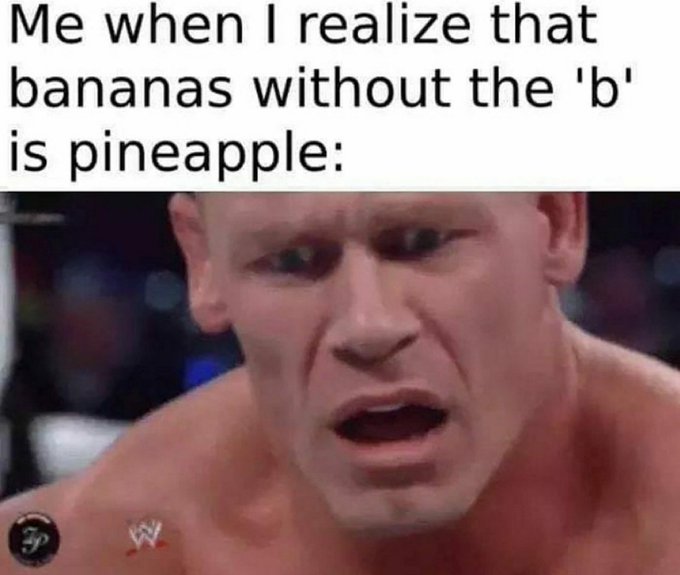 Me when I realize that
bananas without the 'b'
is pineapple:
W